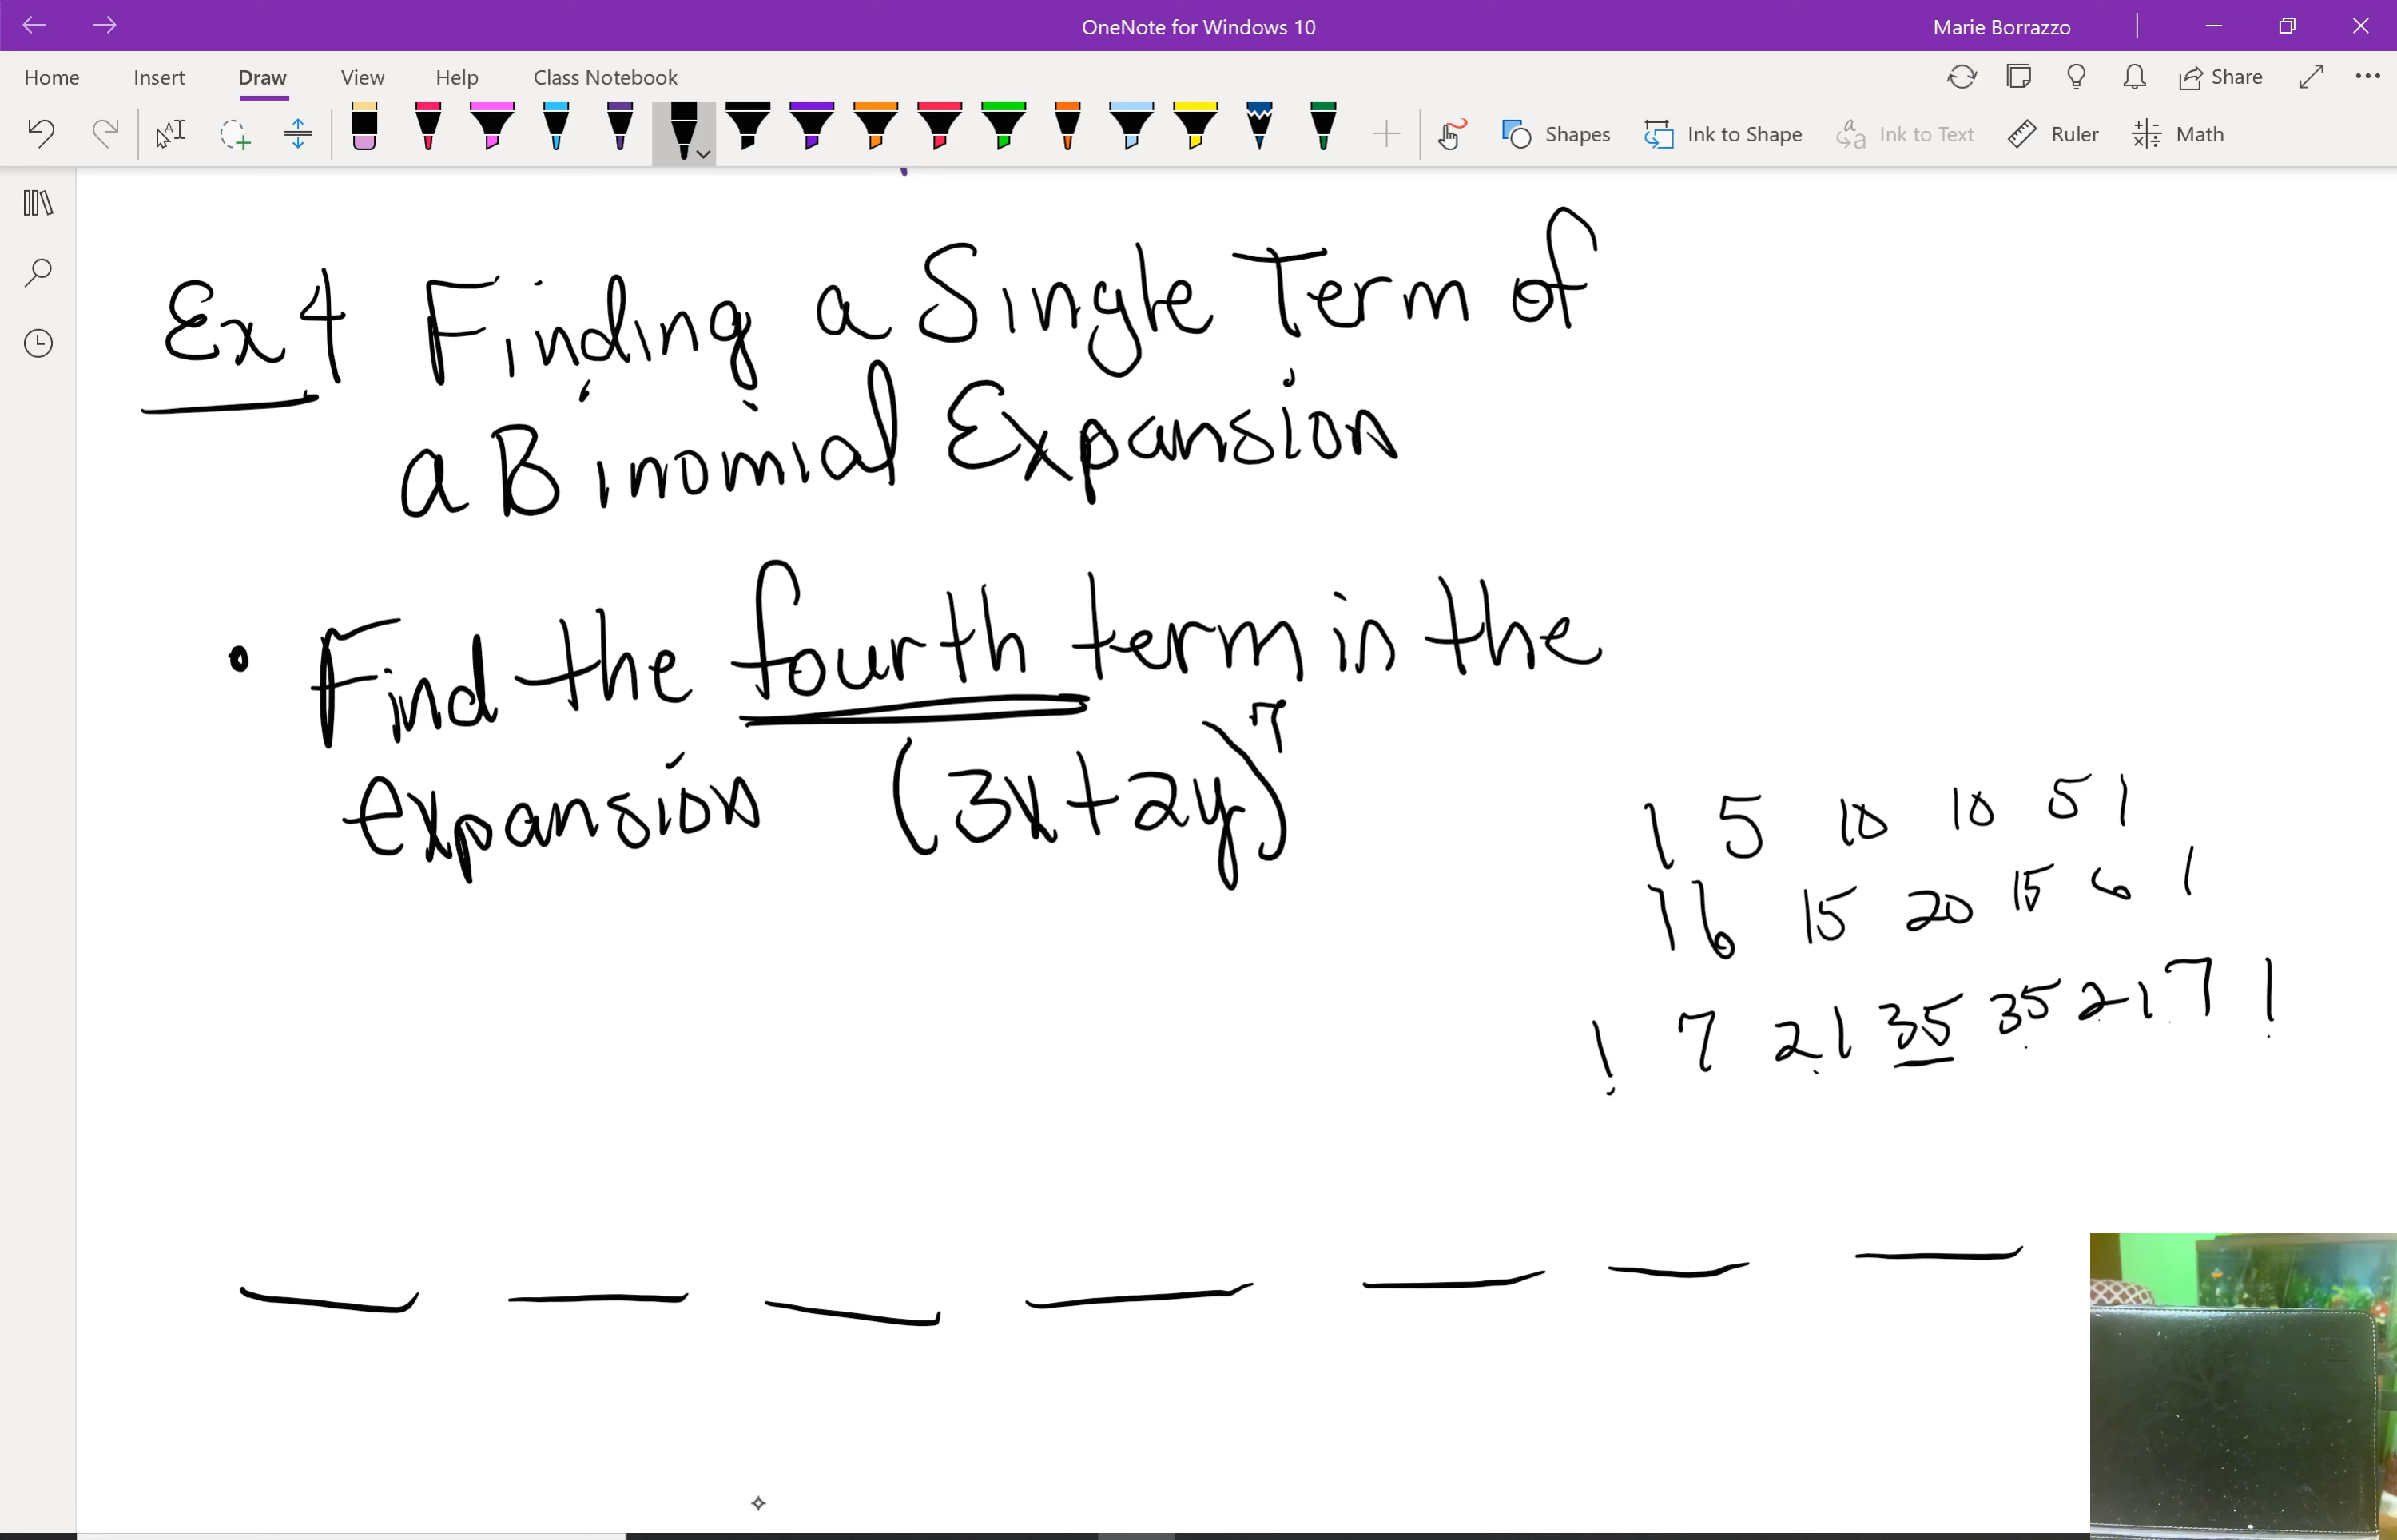 OneNote for Windows 10
Marie Borrazzo
Home Insert Draw View Help Class Notebook Share
Shapes Ink to Shape Ink to Text Ruler Math
Ex 4 Finding a Single Term of
a Binomial Expansion
• Find the fourth term in the
expansion (3x+2y)⁷
1 5 10 10 5 1
1 6 15 20 15 6 1
1 7 21 35 35 21 7 1